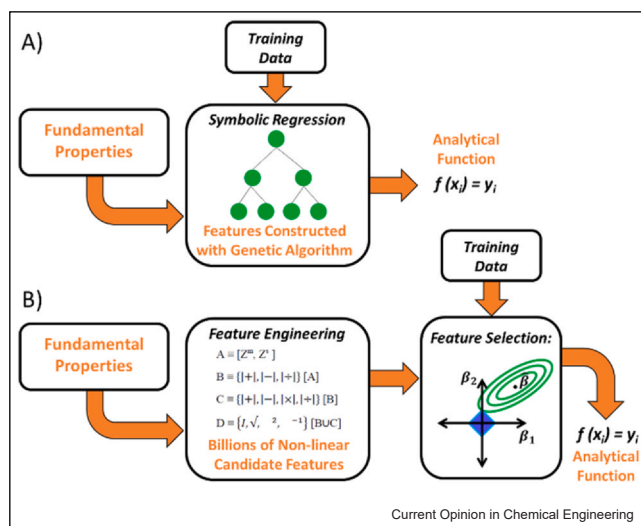 A)
Training
Data
Fundamental
Properties
Symbolic Regression
Features Constructed
with Genetic Algorithm
Analytical
Function
f (xᵢ) = yᵢ
B)
Training
Data
Fundamental
Properties
Feature Engineering
A ≡ [Zᵐ, Zˣ ]
B ≡ {|+|, |−|, |÷|} [A]
C ≡ {|+|, |−|, |×|, |÷|} [B]
D ≡ {I, √, ², ⁻¹} [B∪C]
Billions of Non-linear
Candidate Features
Feature Selection:
β₂
β
β₁
f (xᵢ) = yᵢ
Analytical
Function
Current Opinion in Chemical Engineering